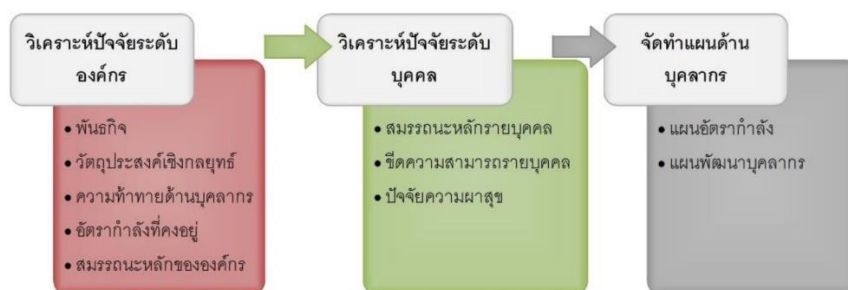 วิเคราะห์ปัจจัยระดับ
องค์กร
• พันธกิจ
• วัตถุประสงค์เชิงกลยุทธ์
• ความท้าทายด้านบุคลากร
• อัตรากำลังที่คงอยู่
• สมรรถนะหลักขององค์กร
วิเคราะห์ปัจจัยระดับ
บุคคล
• สมรรถนะหลักรายบุคคล
• ขีดความสามารถรายบุคคล
• ปัจจัยความผาสุข
จัดทำแผนด้าน
บุคลากร
• แผนอัตรากำลัง
• แผนพัฒนาบุคลากร